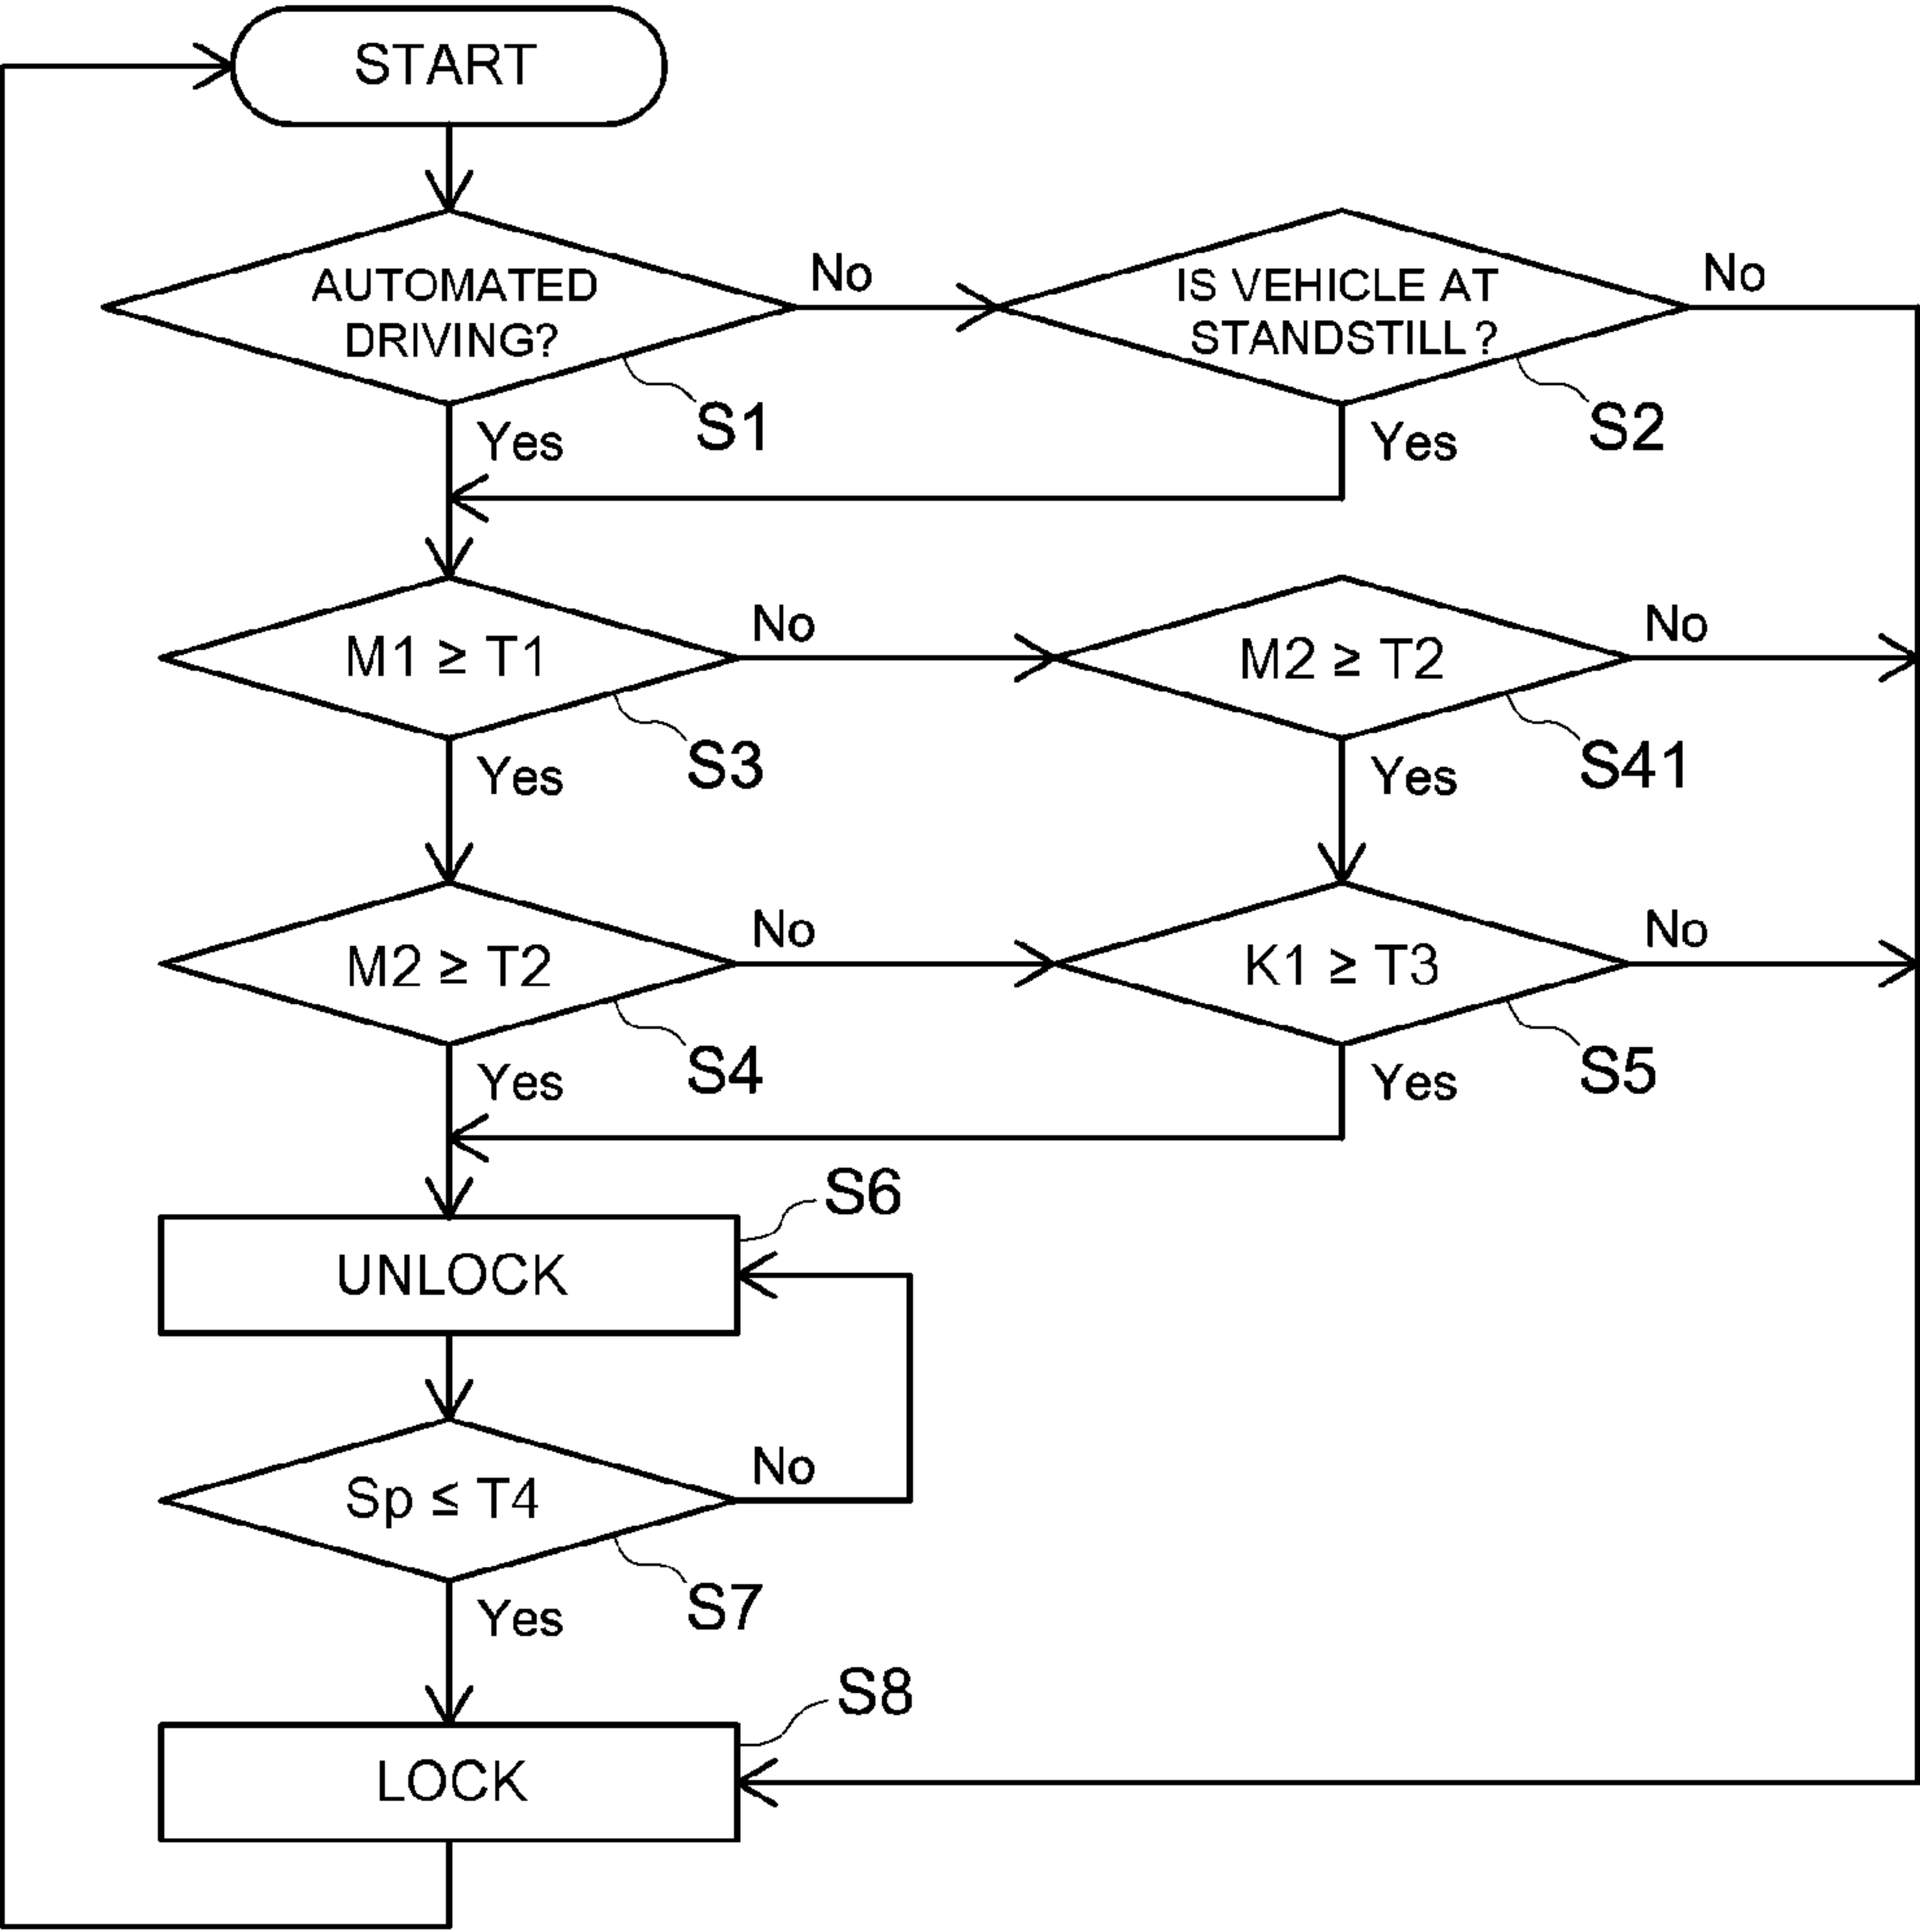 START
AUTOMATED
DRIVING?
No
IS VEHICLE AT
STANDSTILL ?
No
S1
S2
Yes
Yes
M1 ≥ T1
No
M2 ≥ T2
No
S3
S41
Yes
Yes
M2 ≥ T2
No
K1 ≥ T3
No
S4
S5
Yes
Yes
S6
UNLOCK
Sp ≤ T4
No
S7
Yes
S8
LOCK